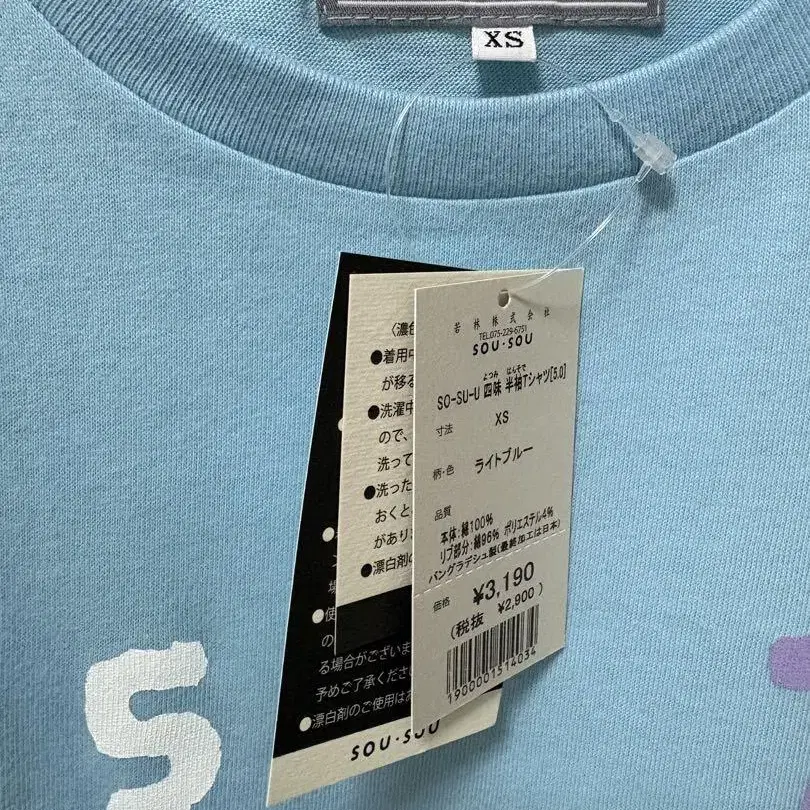 XS
若林株式会社
TEL.075-229-6751
SOU・SOU
よつみ はんそで
SO-SU-U 四味 半袖Tシャツ[5.0]
寸法 XS
柄・色 ライトブルー
品質
本体:綿100%
リブ部分:綿96% ポリエステル4%
バングラデシュ製(最終加工は日本)
価格 ¥3,190
(税抜 ¥2,900 )
1900001514034
〈濃色
●着用中
が移る
●洗濯中
ので、
洗って
●洗った
おくと
があり
●漂白剤
場
●使
の
る場合がございま
予めご了承くださ
●漂白剤のご使用はお
SOU・SOU
S